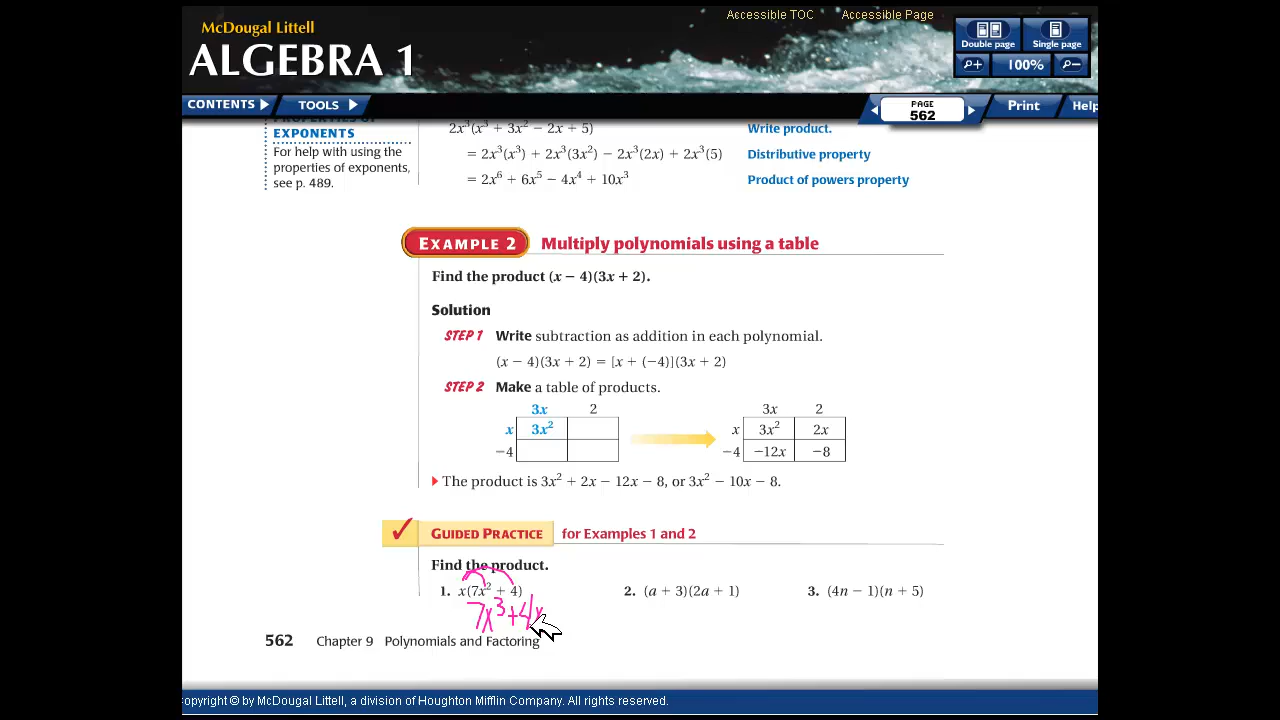 Accessible TOC Accessible Page
McDougal Littell
ALGEBRA 1
Double page Single page
100%
CONTENTS TOOLS PAGE 562 Print Help
PROPERTIES OF
EXPONENTS
For help with using the
properties of exponents,
see p. 489.
2x³(x³ + 3x² − 2x + 5) Write product.
= 2x³(x³) + 2x³(3x²) − 2x³(2x) + 2x³(5) Distributive property
= 2x⁶ + 6x⁵ − 4x⁴ + 10x³ Product of powers property
EXAMPLE 2 Multiply polynomials using a table
Find the product (x − 4)(3x + 2).
Solution
STEP 1 Write subtraction as addition in each polynomial.
(x − 4)(3x + 2) = [x + (−4)](3x + 2)
STEP 2 Make a table of products.
3x 2 3x 2
x 3x² x 3x² 2x
−4 −4 −12x −8
The product is 3x² + 2x − 12x − 8, or 3x² − 10x − 8.
GUIDED PRACTICE for Examples 1 and 2
Find the product.
1. x(7x² + 4) 2. (a + 3)(2a + 1) 3. (4n − 1)(n + 5)
7x³+4x
562 Chapter 9 Polynomials and Factoring
opyright © by McDougal Littell, a division of Houghton Mifflin Company. All rights reserved.